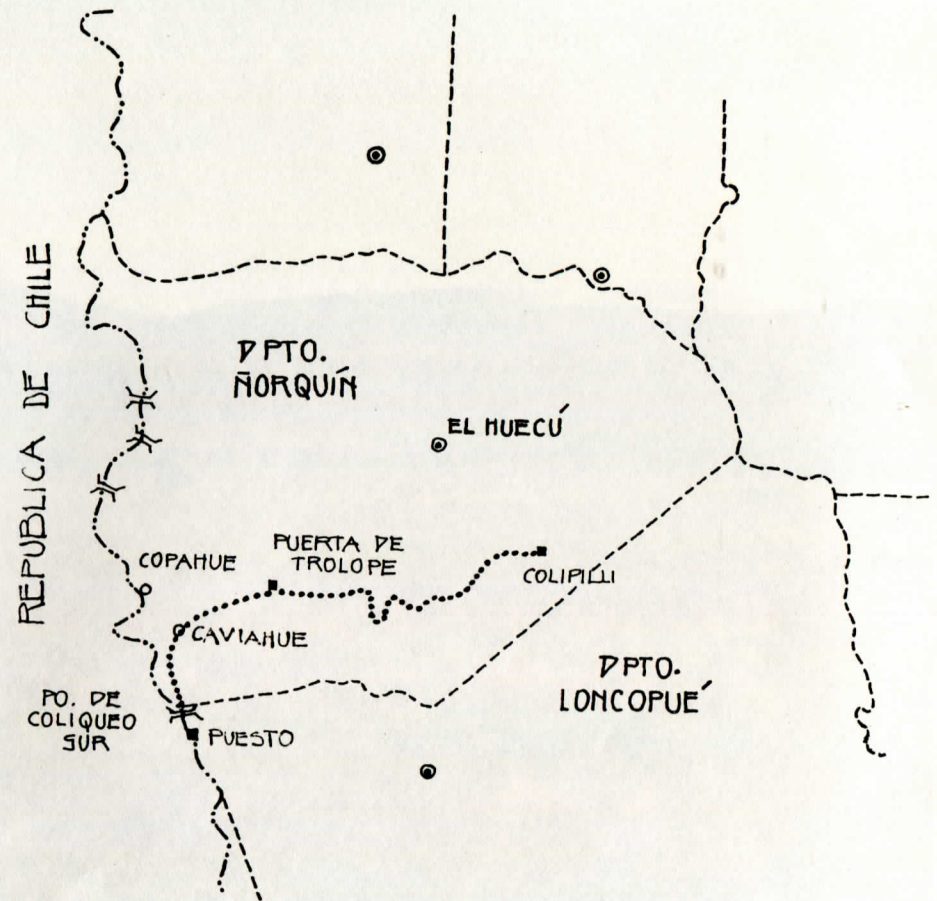 REPUBLICA DE CHILE
DPTO.
ÑORQUÍN
EL HUECÚ
COPAHUE
PUERTA DE
TROLOPE
COLIPILLI
CAVIAHUE
DPTO.
LONCOPUÉ
PO. DE
COLIQUEO
SUR
PUESTO